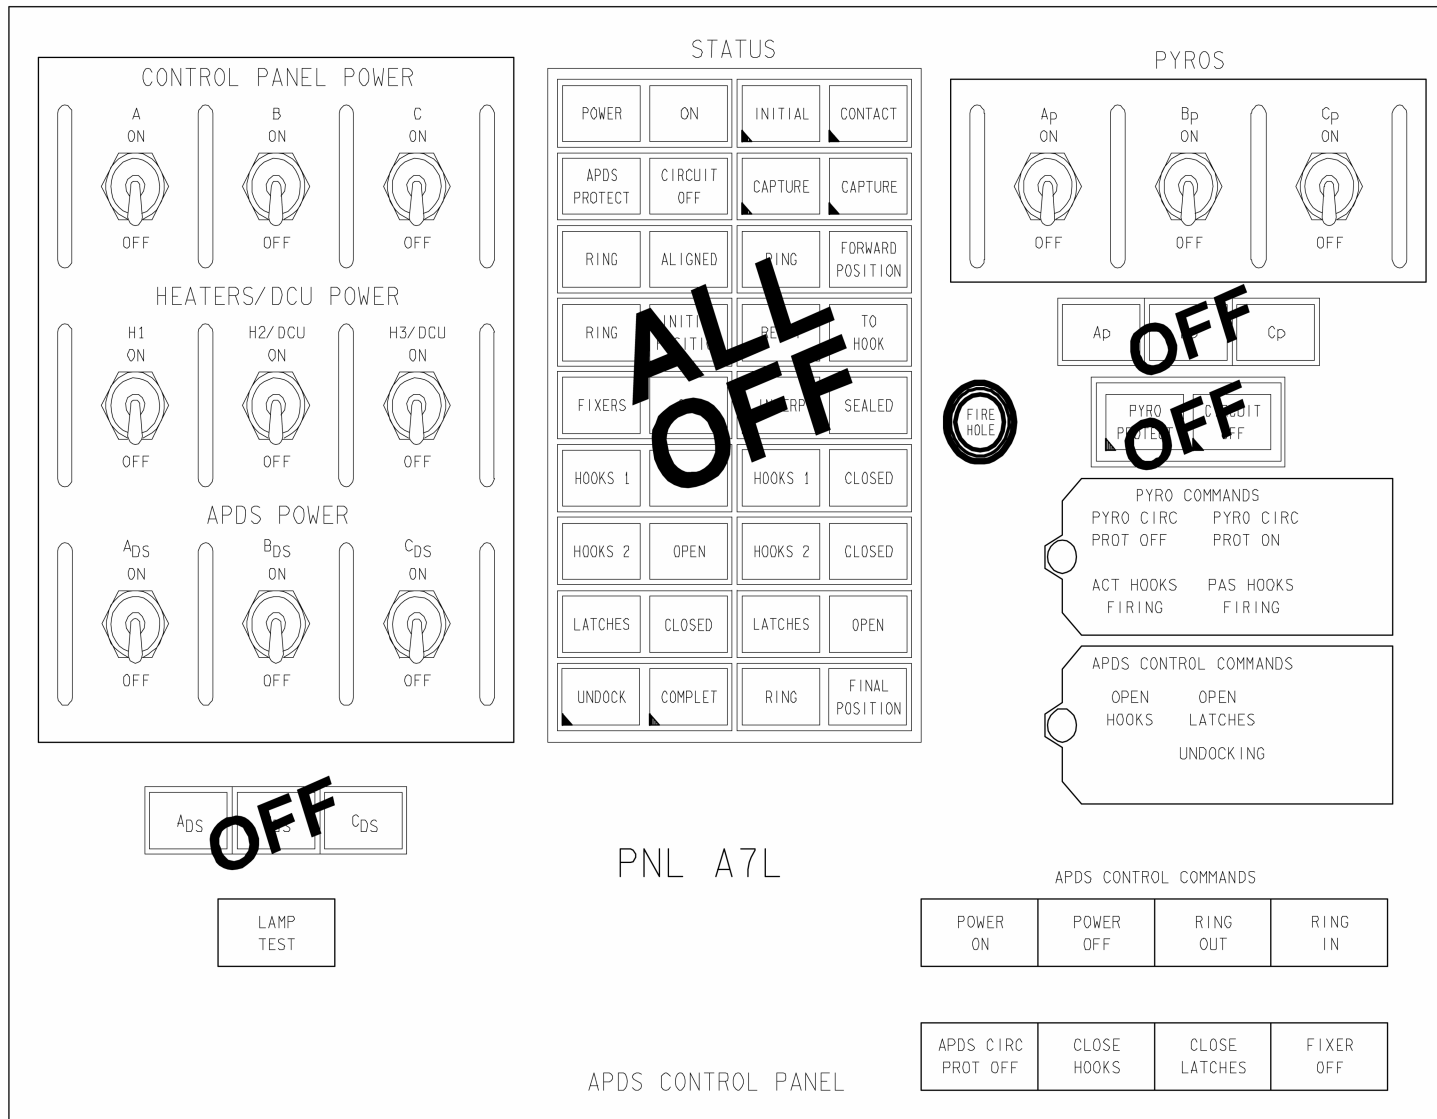 CONTROL PANEL POWER
A B C
ON ON ON
OFF OFF OFF
HEATERS/DCU POWER
H1 H2/DCU H3/DCU
ON ON ON
OFF OFF OFF
APDS POWER
ADS BDS CDS
ON ON ON
OFF OFF OFF
ADS CDS
OFF
LAMP
TEST
STATUS
POWER ON INITIAL CONTACT
APDS CIRCUIT CAPTURE CAPTURE
PROTECT OFF
RING ALIGNED RING FORWARD
POSITION
RING TO
HOOK
FIXERS SEALED
HOOKS 1 HOOKS 1 CLOSED
HOOKS 2 OPEN HOOKS 2 CLOSED
LATCHES CLOSED LATCHES OPEN
UNDOCK COMPLET RING FINAL
POSITION
ALL
OFF
PYROS
Ap Bp Cp
ON ON ON
OFF OFF OFF
Ap Cp
OFF
FIRE
HOLE
PYRO CIRCUIT
PROTECT OFF
OFF
PYRO COMMANDS
PYRO CIRC PYRO CIRC
PROT OFF PROT ON
ACT HOOKS PAS HOOKS
FIRING FIRING
APDS CONTROL COMMANDS
OPEN OPEN
HOOKS LATCHES
UNDOCKING
PNL A7L
APDS CONTROL COMMANDS
POWER POWER RING RING
ON OFF OUT IN
APDS CIRC CLOSE CLOSE FIXER
PROT OFF HOOKS LATCHES OFF
APDS CONTROL PANEL